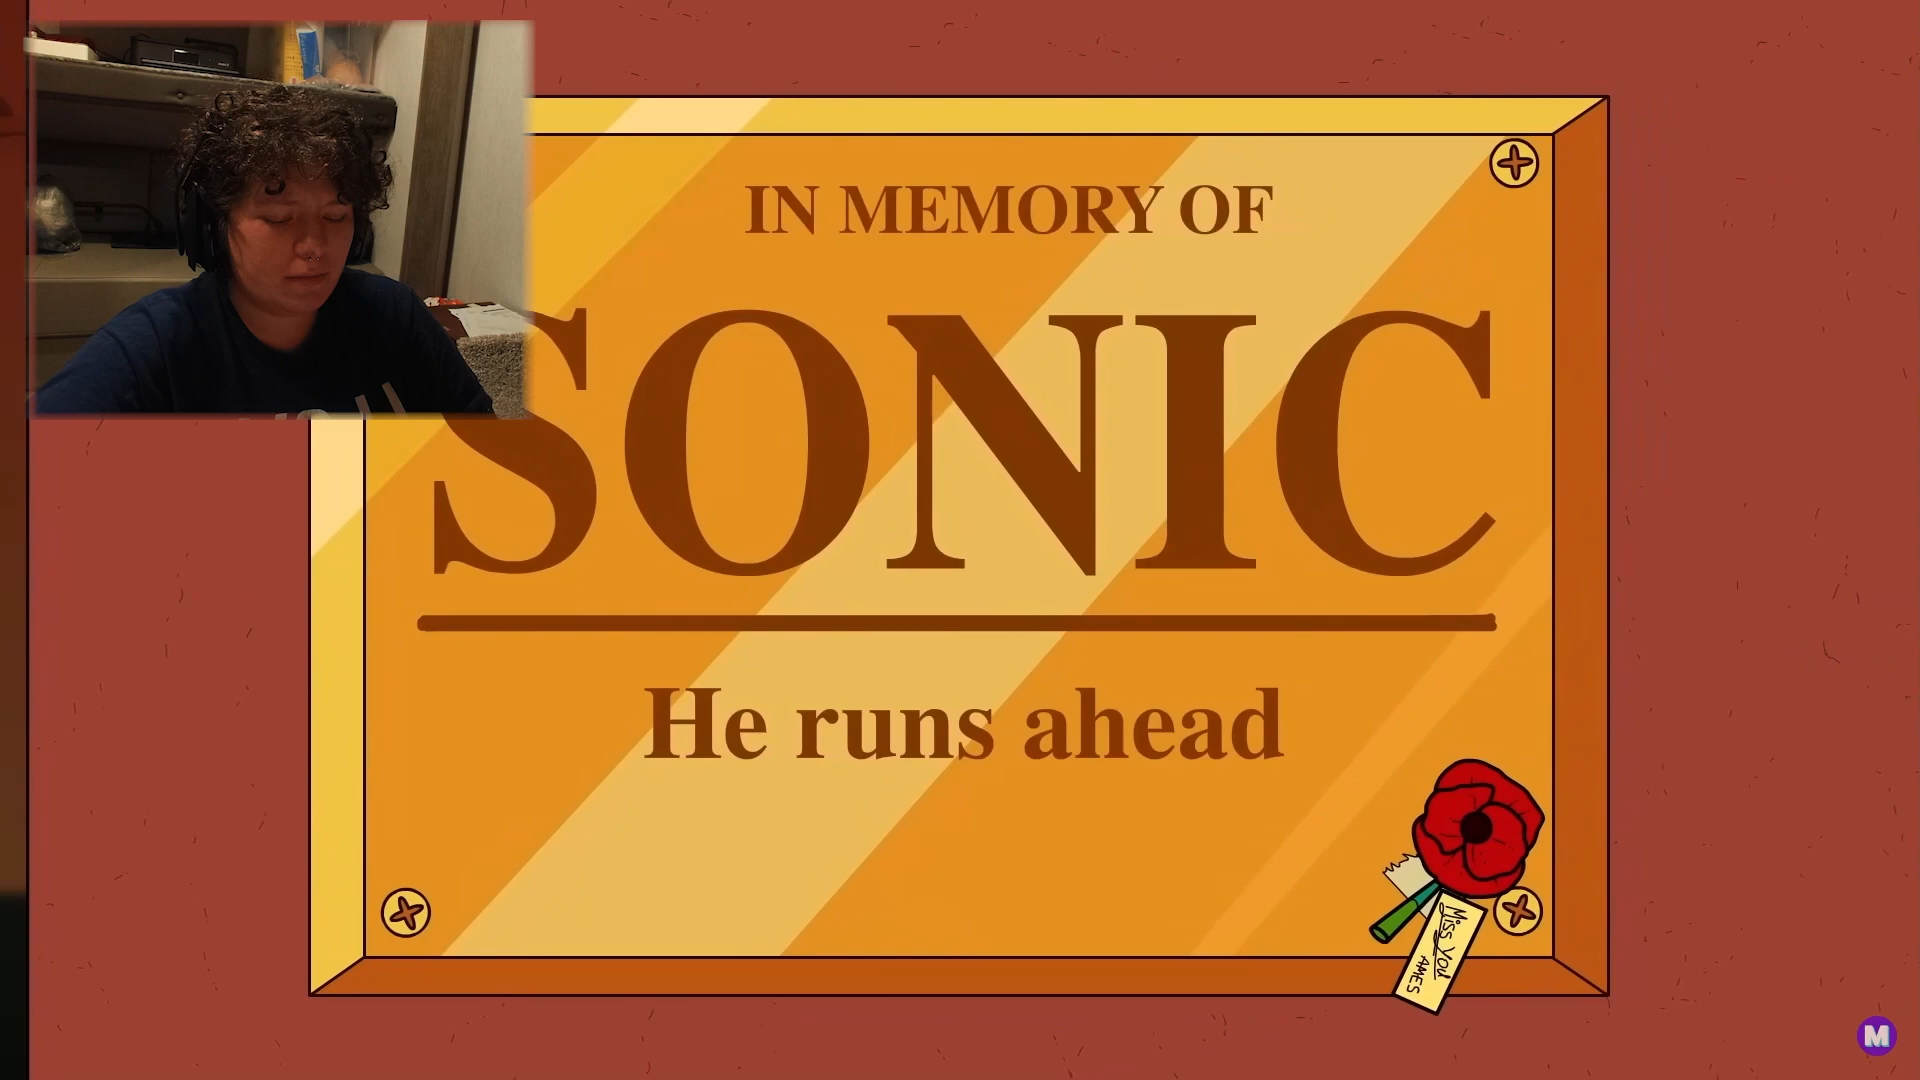 IN MEMORY OF
SONIC
He runs ahead
Miss You
AMES
M